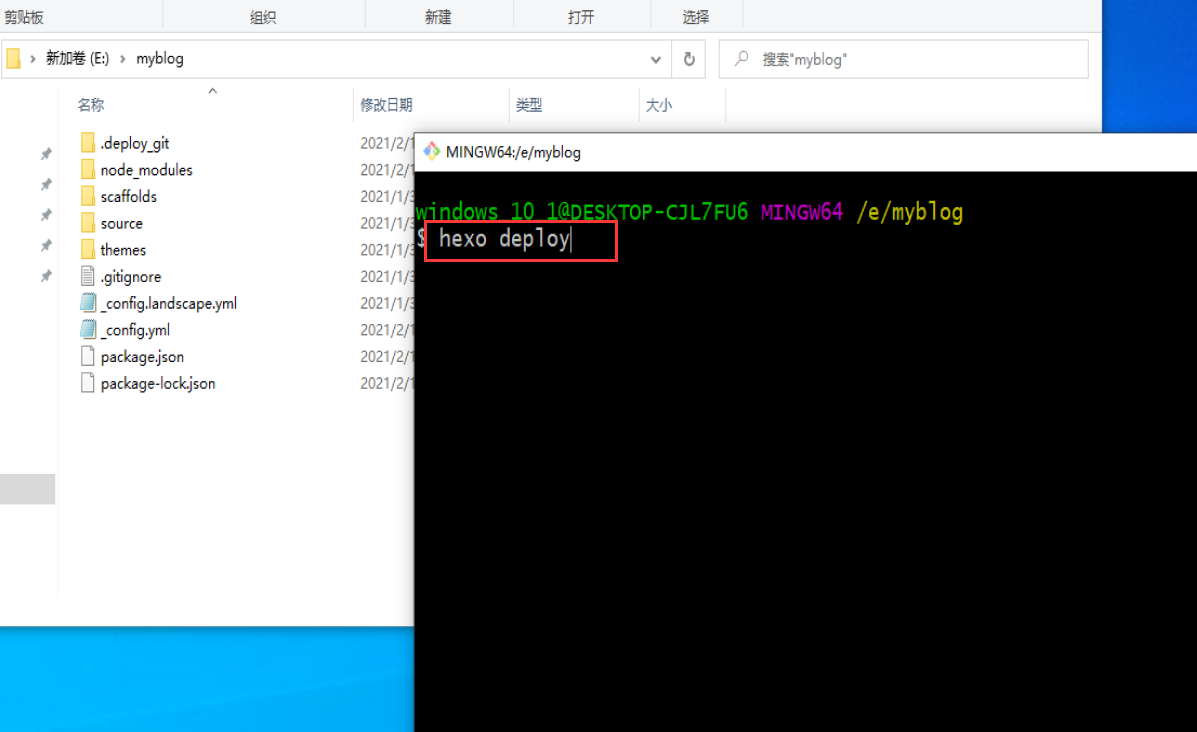 剪贴板 组织 新建 打开 选择
新加卷 (E:) myblog 搜索"myblog"
名称 修改日期 类型 大小
.deploy_git 2021/2/1
node_modules 2021/2/1
scaffolds 2021/1/3
source 2021/1/3
themes 2021/1/3
.gitignore 2021/1/3
_config.landscape.yml 2021/1/3
_config.yml 2021/2/1
package.json 2021/2/1
package-lock.json 2021/2/1
MINGW64:/e/myblog
windows 10 1@DESKTOP-CJL7FU6 MINGW64 /e/myblog
$ hexo deploy